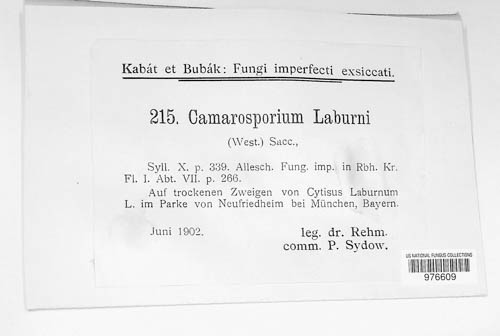 Kabát et Bubák: Fungi imperfecti exsiccati.
215. Camarosporium Laburni
(West.) Sacc.,
Syll. X. p. 339. Allesch. Fung. imp. in Rbh. Kr.
Fl. I. Abt. VII. p. 266.
Auf trockenen Zweigen von Cytisus Laburnum
L. im Parke von Neufriedheim bei München, Bayern.
Juni 1902.
leg. dr. Rehm.
comm. P. Sydow.
US NATIONAL FUNGUS COLLECTIONS
976609